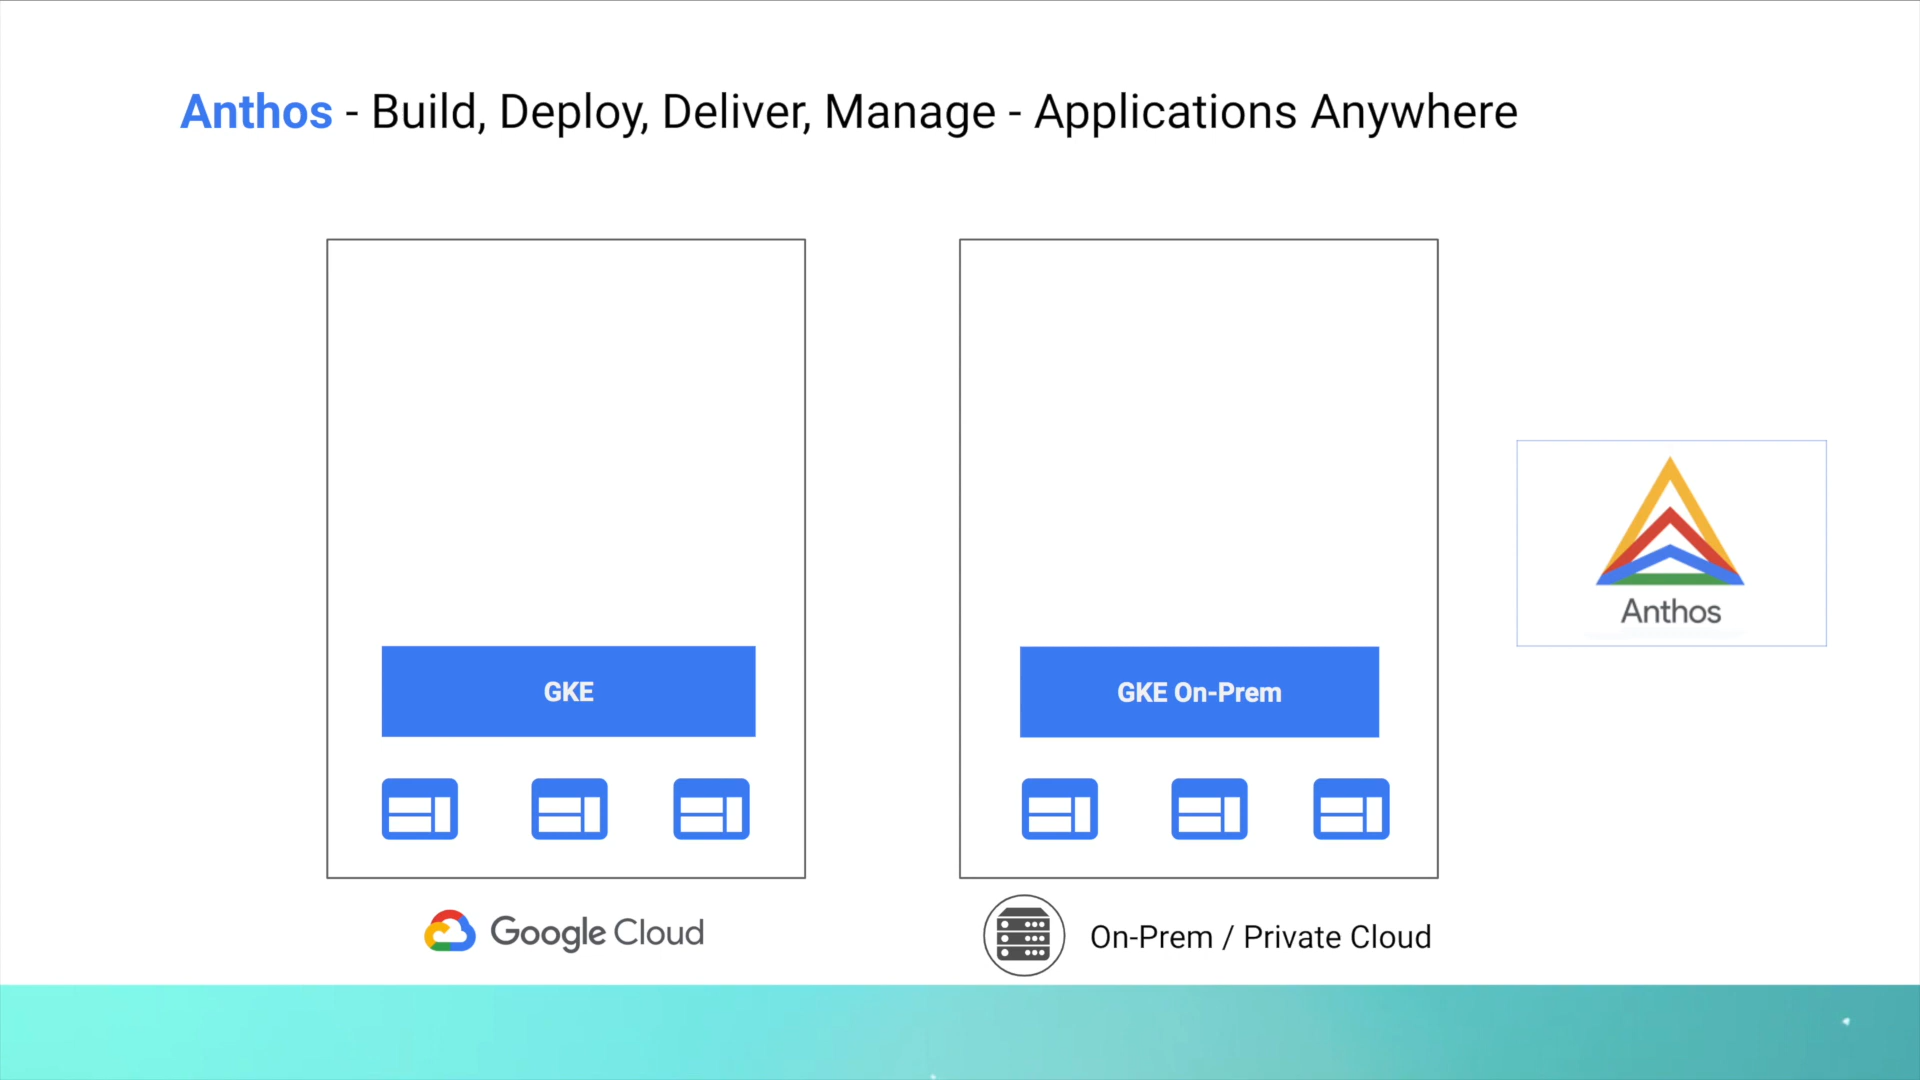 Anthos - Build, Deploy, Deliver, Manage - Applications Anywhere
GKE
GKE On-Prem
Anthos
Google Cloud
On-Prem / Private Cloud